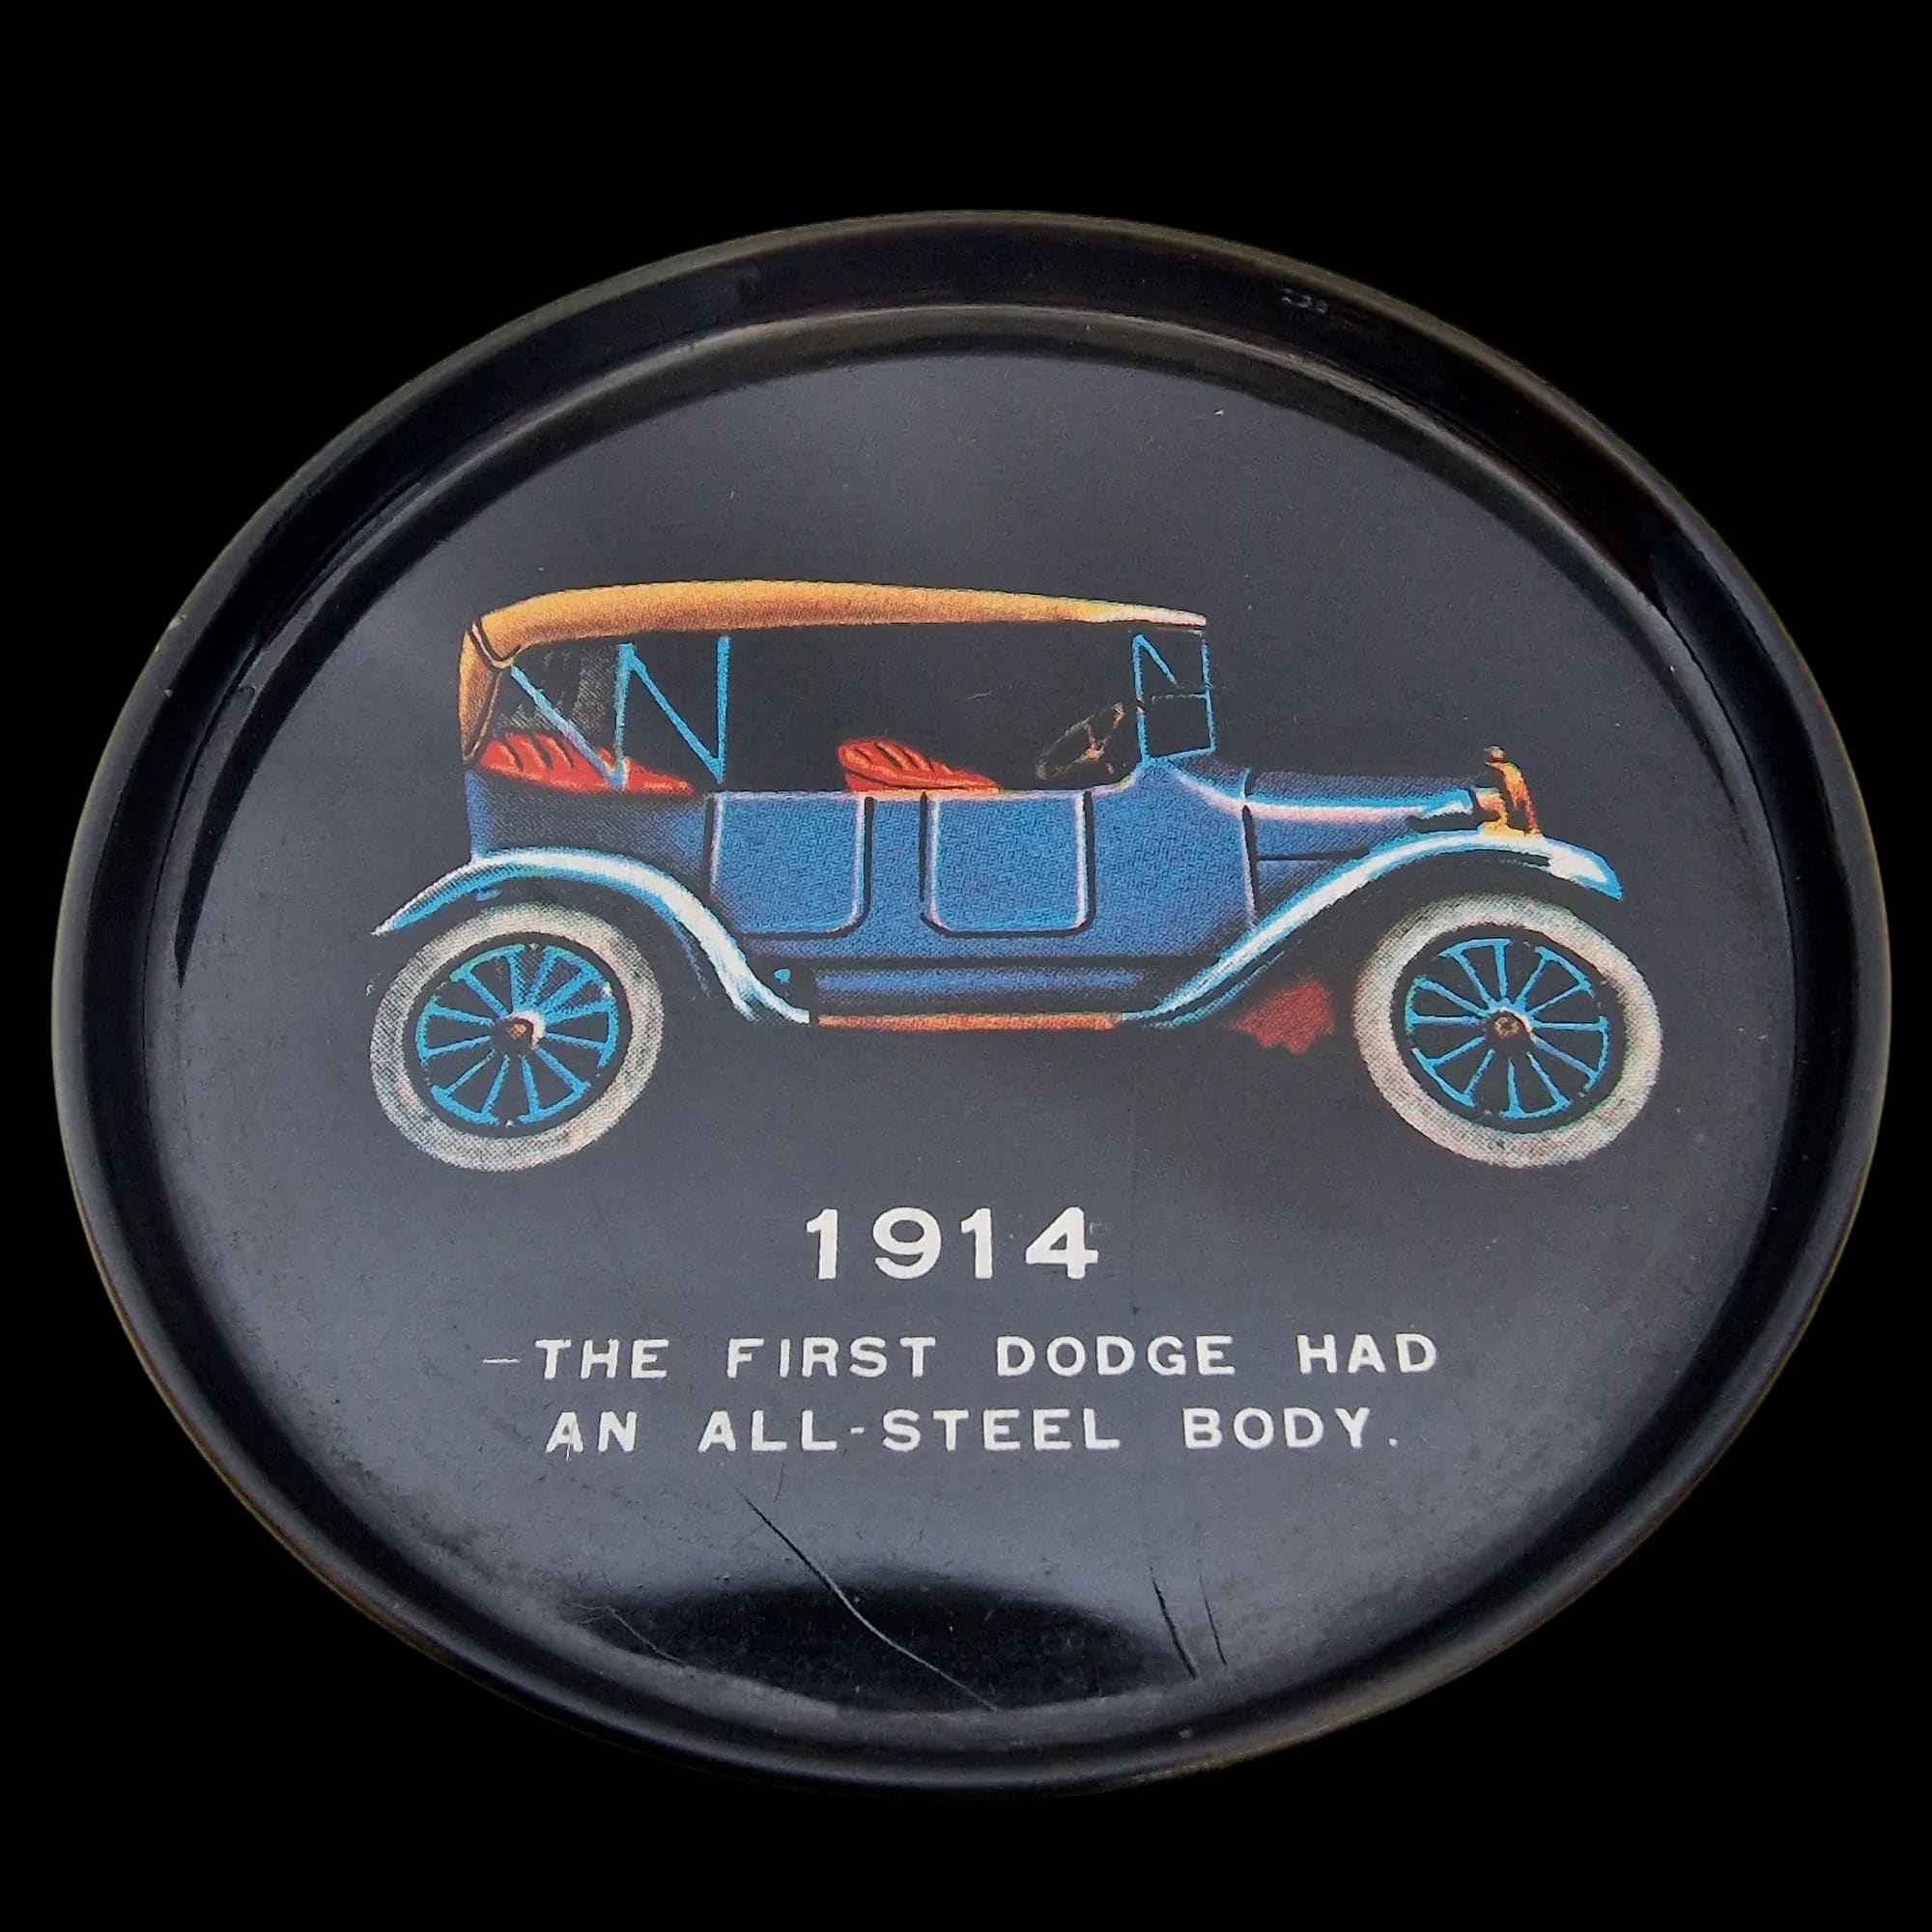 1914
—THE FIRST DODGE HAD
AN ALL-STEEL BODY.